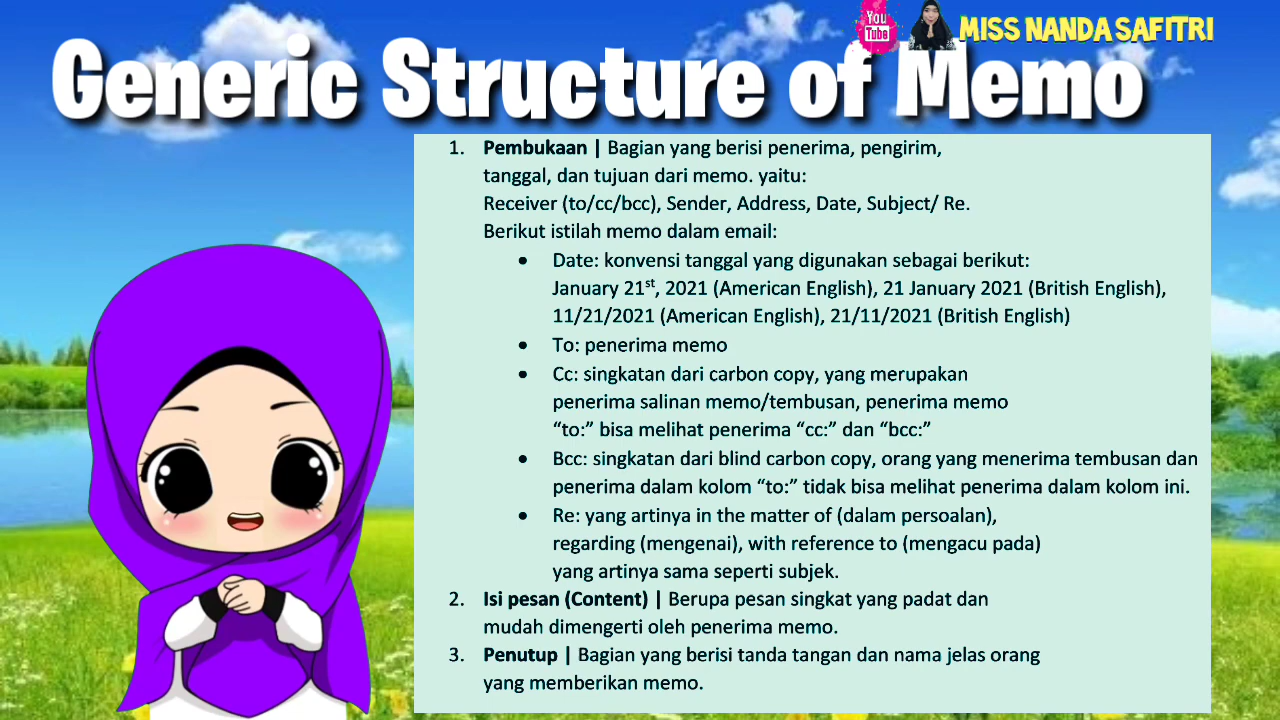 You
Tube
MISS NANDA SAFITRI
Generic Structure of Memo
1. Pembukaan | Bagian yang berisi penerima, pengirim,
tanggal, dan tujuan dari memo. yaitu:
Receiver (to/cc/bcc), Sender, Address, Date, Subject/ Re.
Berikut istilah memo dalam email:
• Date: konvensi tanggal yang digunakan sebagai berikut:
January 21st, 2021 (American English), 21 January 2021 (British English),
11/21/2021 (American English), 21/11/2021 (British English)
• To: penerima memo
• Cc: singkatan dari carbon copy, yang merupakan
penerima salinan memo/tembusan, penerima memo
“to:” bisa melihat penerima “cc:” dan “bcc:”
• Bcc: singkatan dari blind carbon copy, orang yang menerima tembusan dan
penerima dalam kolom “to:” tidak bisa melihat penerima dalam kolom ini.
• Re: yang artinya in the matter of (dalam persoalan),
regarding (mengenai), with reference to (mengacu pada)
yang artinya sama seperti subjek.
2. Isi pesan (Content) | Berupa pesan singkat yang padat dan
mudah dimengerti oleh penerima memo.
3. Penutup | Bagian yang berisi tanda tangan dan nama jelas orang
yang memberikan memo.